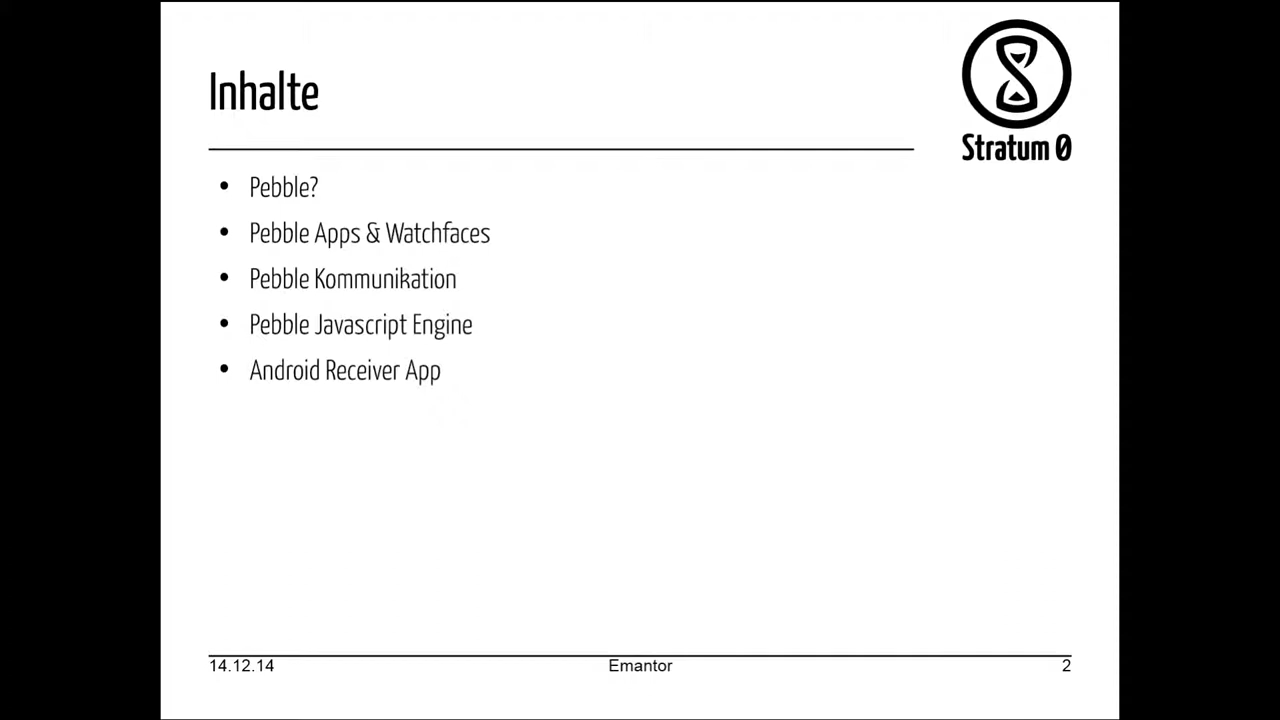 Inhalte
Stratum 0
• Pebble?
• Pebble Apps & Watchfaces
• Pebble Kommunikation
• Pebble Javascript Engine
• Android Receiver App
14.12.14 Emantor 2